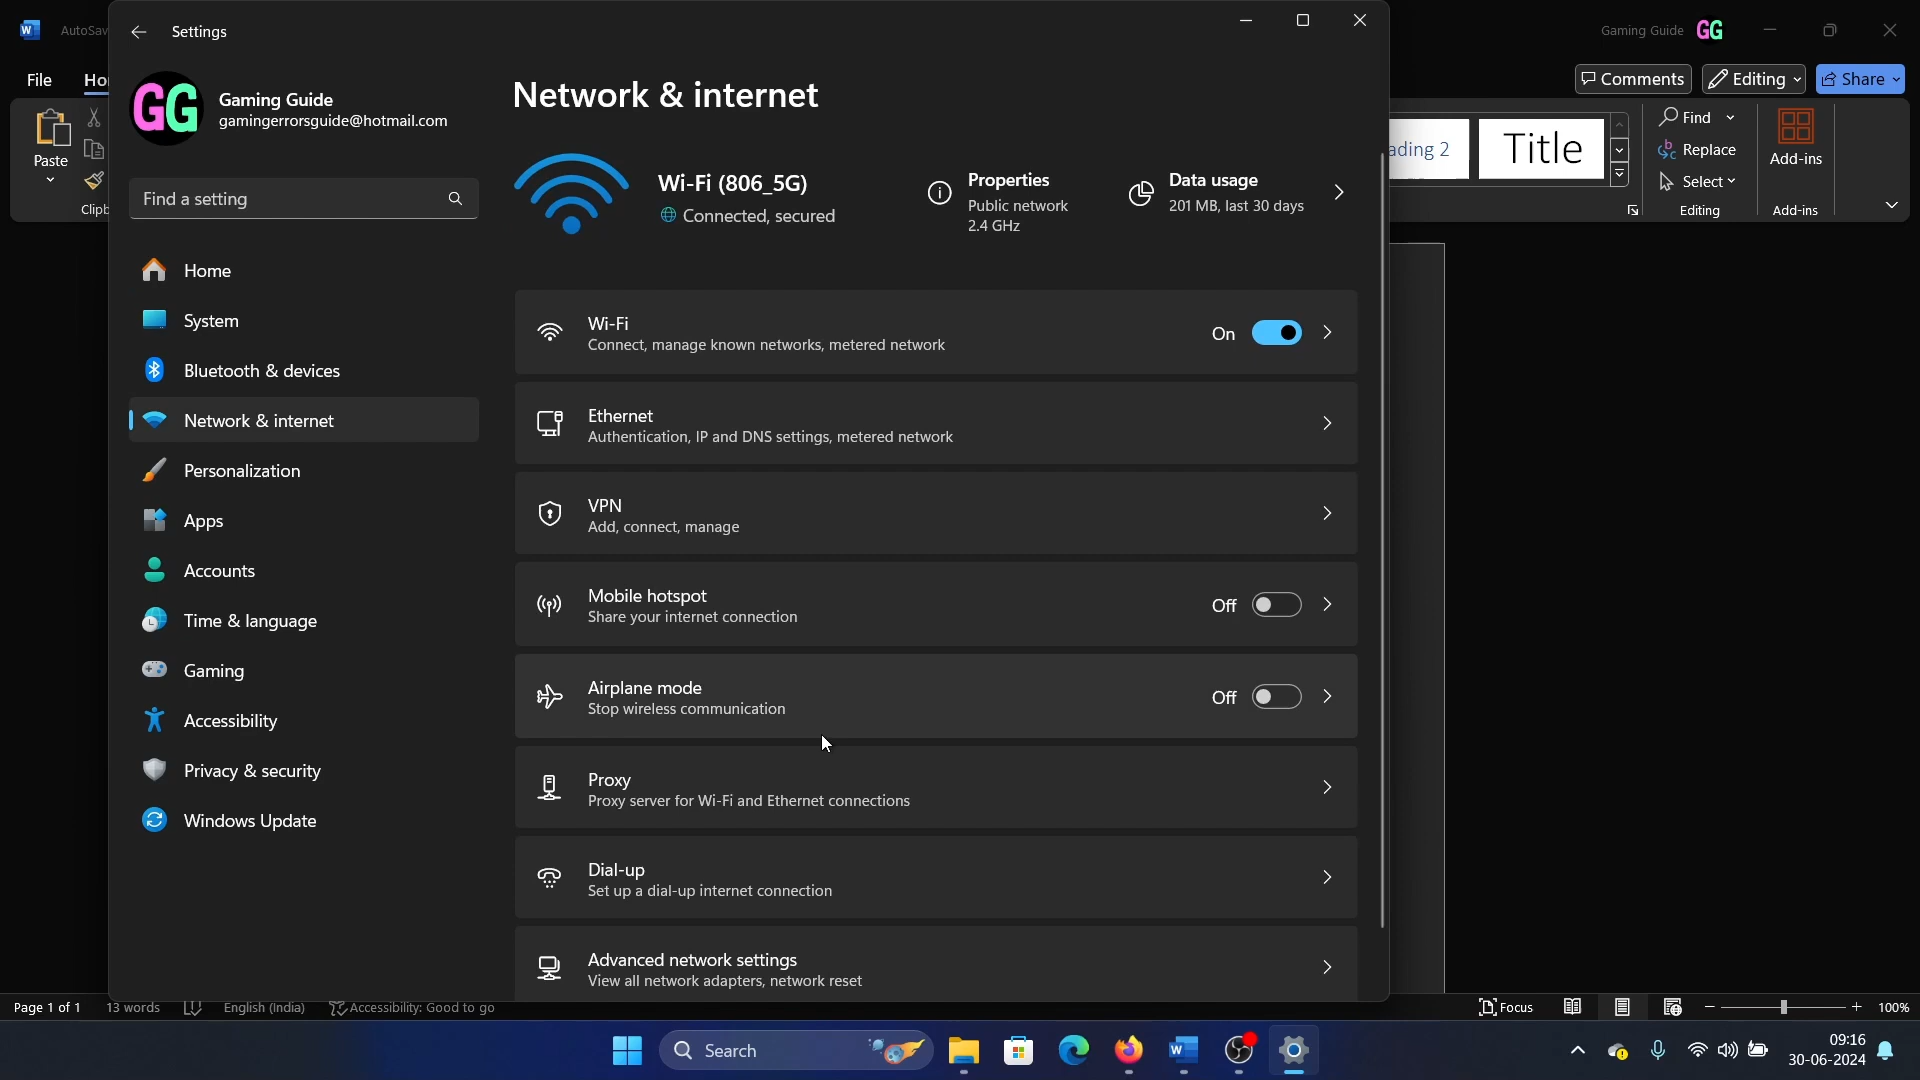 AutoSav
Gaming Guide GG
File
Ho
Comments
Editing
Share
Paste
Clipb
ading 2
Title
Find
Replace
Select
Editing
Add-ins
Add-ins
Settings
GG
Gaming Guide
gamingerrorsguide@hotmail.com
Find a setting
Home
System
Bluetooth & devices
Network & internet
Personalization
Apps
Accounts
Time & language
Gaming
Accessibility
Privacy & security
Windows Update
Network & internet
Wi-Fi (806_5G)
Connected, secured
Properties
Public network
2.4 GHz
Data usage
201 MB, last 30 days
Wi-Fi
Connect, manage known networks, metered network
On
Ethernet
Authentication, IP and DNS settings, metered network
VPN
Add, connect, manage
Mobile hotspot
Share your internet connection
Off
Airplane mode
Stop wireless communication
Off
Proxy
Proxy server for Wi-Fi and Ethernet connections
Dial-up
Set up a dial-up internet connection
Advanced network settings
View all network adapters, network reset
Page 1 of 1
13 words
English (India)
Accessibility: Good to go
Focus
100%
Search
09:16
30-06-2024